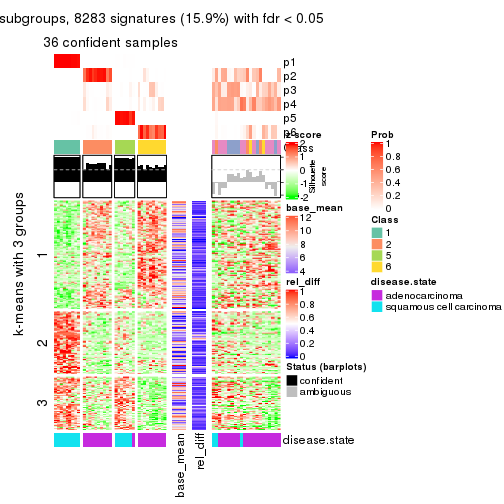 subgroups, 8283 signatures (15.9%) with fdr < 0.05
36 confident samples
p1
p2
p3
p4
p5
p6
Class
z-score
2
1
0
-1
-2
Silhouette
score
Prob
1
0.8
0.6
0.4
0.2
0
base_mean
12
10
8
6
4
Class
1
2
5
6
rel_diff
1
0.8
0.6
0.4
0.2
0
disease.state
adenocarcinoma
squamous cell carcinoma
Status (barplots)
confident
ambiguous
k-means with 3 groups
1
2
3
disease.state
base_mean
rel_diff